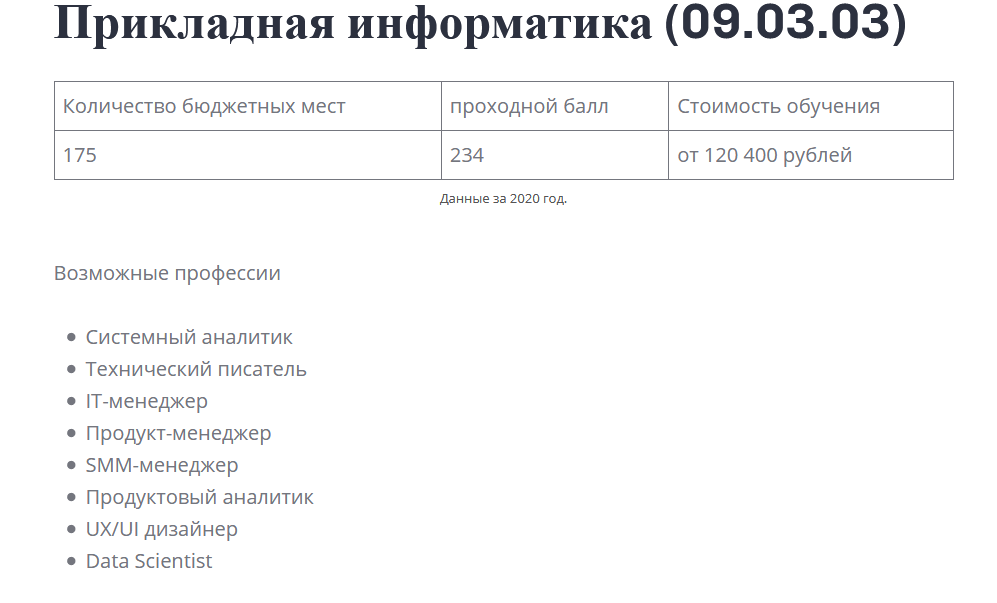 Прикладная информатика (09.03.03)
Количество бюджетных мест проходной балл Стоимость обучения
175 234 от 120 400 рублей
Данные за 2020 год.
Возможные профессии
Системный аналитик
Технический писатель
IT-менеджер
Продукт-менеджер
SMM-менеджер
Продуктовый аналитик
UX/UI дизайнер
Data Scientist